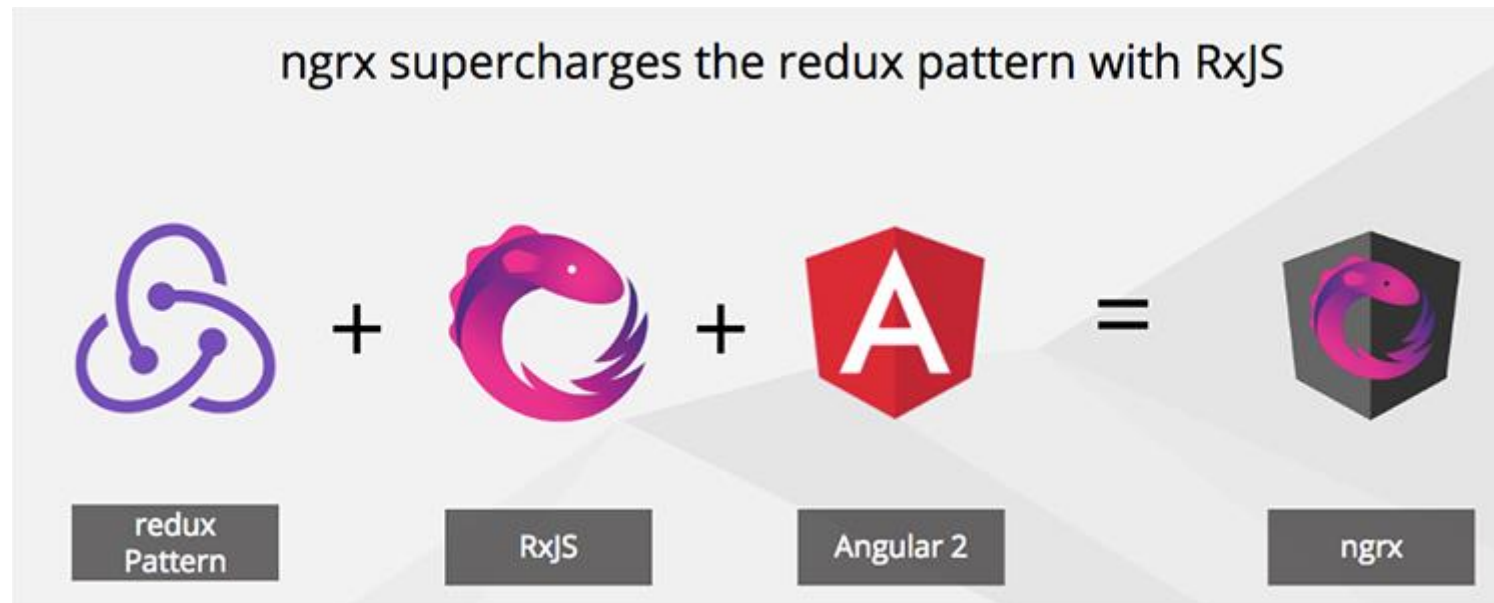 ngrx supercharges the redux pattern with RxJS
+
+
=
A
redux
Pattern
RxJS
Angular 2
ngrx